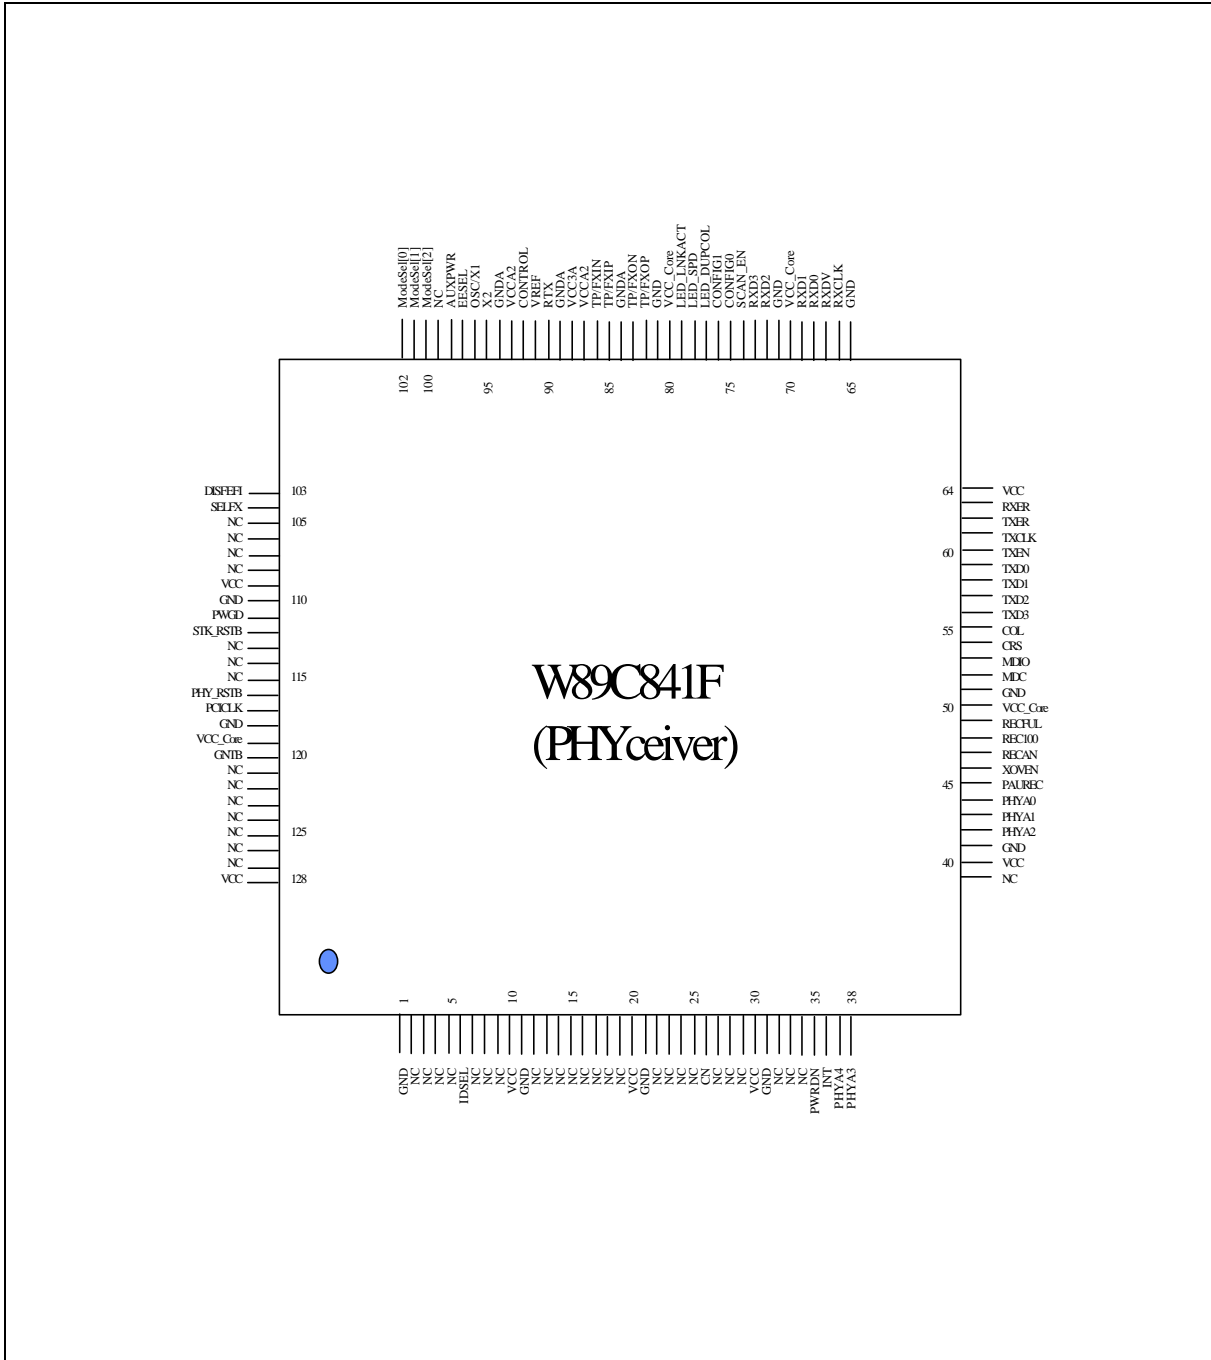 ModeSel[0]
ModeSel[1]
ModeSel[2]
NC
AUXPWR
EESEL
OSC/X1
X2
GNDA
VCCA2
CONTROL
VREF
RTX
GNDA
VCC3A
VCCA2
TP/FXIN
TP/FXIP
GNDA
TP/FXON
TP/FXOP
GND
VCC_Core
LED_LNKACT
LED_SPD
LED_DUPCOL
CONFIG1
CONFIG0
SCAN_EN
RXD3
RXD2
GND
VCC_Core
RXD1
RXD0
RXDV
RXCLK
GND
102
100
95
90
85
80
75
70
65
DISFEFI 103
SELFX
NC 105
NC
NC
NC
VCC
GND 110
PWGD
STK_RSTB
NC
NC
NC 115
PHY_RSTB
PCICLK
GND
VCC_Core
GNTB 120
NC
NC
NC
NC
NC 125
NC
NC
VCC 128
W89C841F
(PHYceiver)
64 VCC
RXER
TXER
TXCLK
60 TXEN
TXD0
TXD1
TXD2
TXD3
55 COL
CRS
MDIO
MDC
GND
50 VCC_Core
RECFUL
REC100
RECAN
XOVEN
45 PAUREC
PHYA0
PHYA1
PHYA2
GND
40 VCC
NC
1
5
10
15
20
25
30
35
38
GND
NC
NC
NC
NC
IDSEL
NC
NC
NC
VCC
GND
NC
NC
NC
NC
NC
NC
NC
NC
VCC
GND
NC
NC
NC
NC
CN
NC
NC
NC
VCC
GND
NC
NC
NC
PWRDN
INT
PHYA4
PHYA3